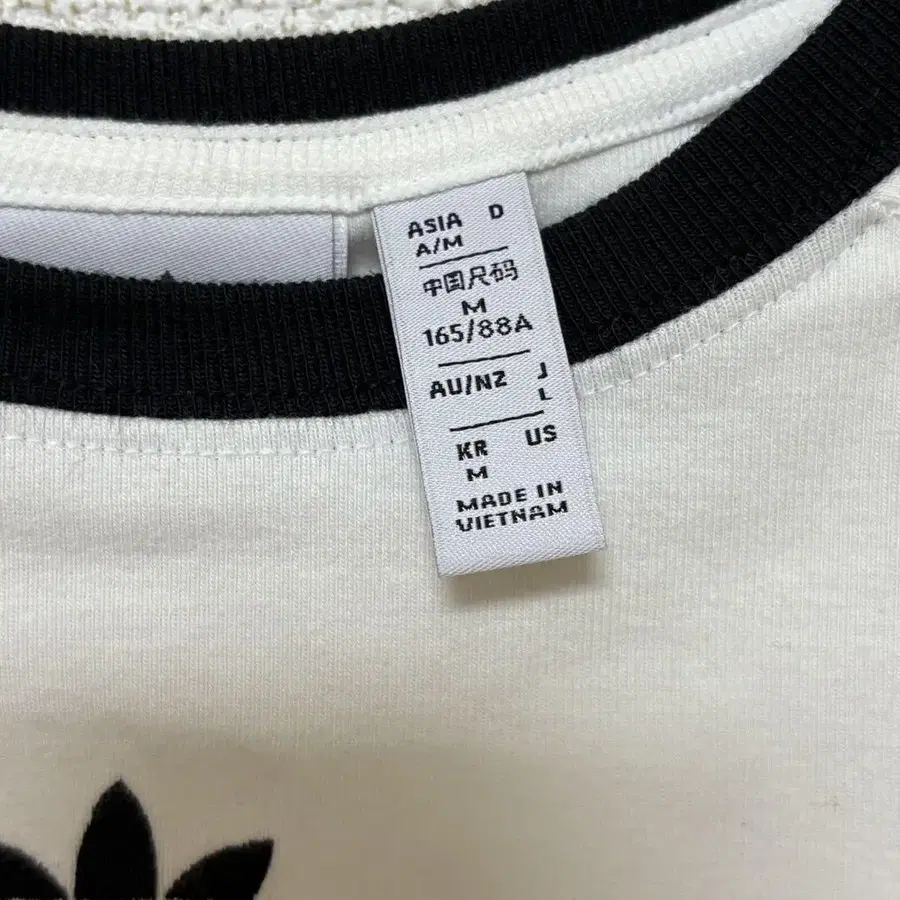 ASIA D
A/M
中国尺码
M
165/88A
AU/NZ J
L
KR US
M
MADE IN
VIETNAM